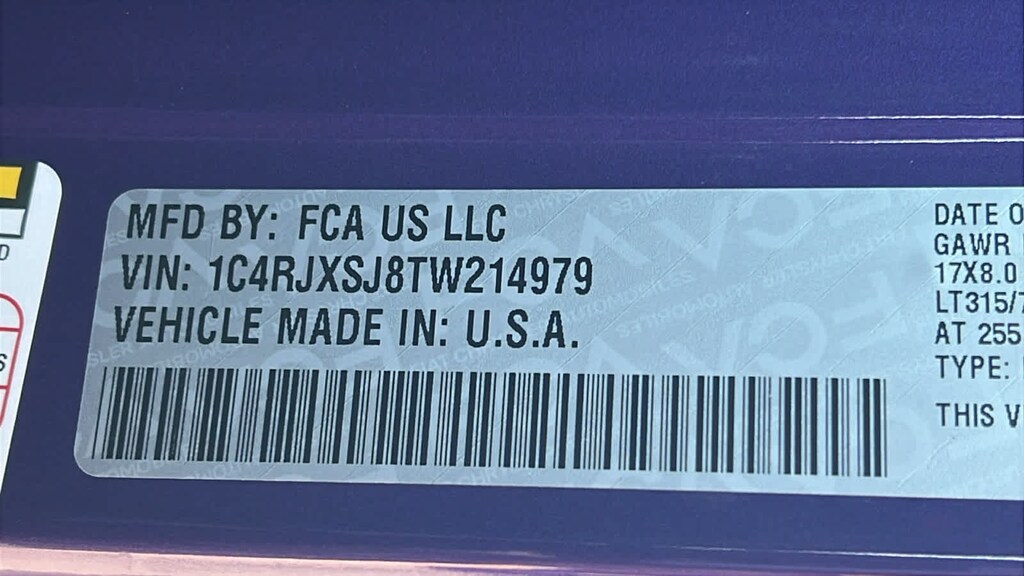 MFD BY: FCA US LLC
VIN: 1C4RJXSJ8TW214979
VEHICLE MADE IN: U.S.A.
DATE O
GAWR
17X8.0
LT315/7
AT 255
TYPE:
THIS V
D
S